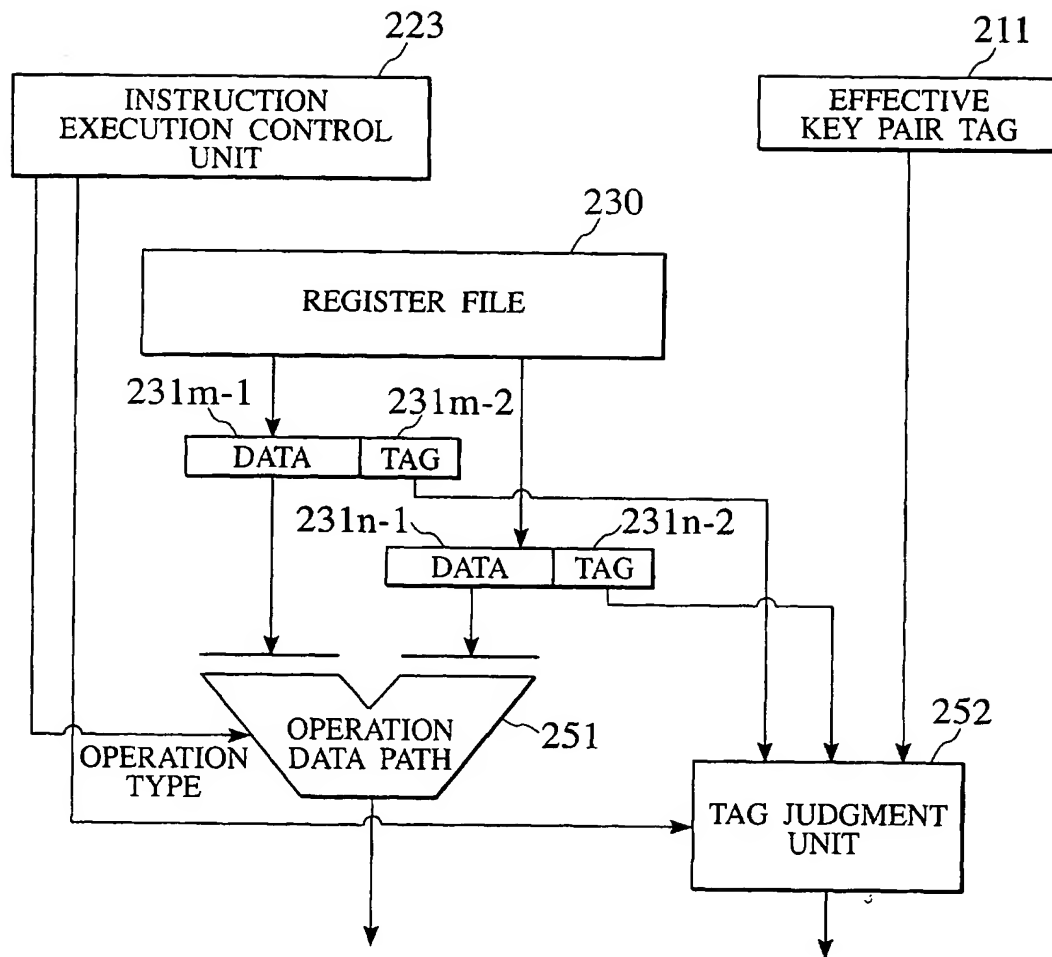 223
INSTRUCTION
EXECUTION CONTROL
UNIT
211
EFFECTIVE
KEY PAIR TAG
230
REGISTER FILE
231m-1
231m-2
DATA
TAG
231n-1
231n-2
DATA
TAG
OPERATION
DATA PATH
251
OPERATION
TYPE
252
TAG JUDGMENT
UNIT